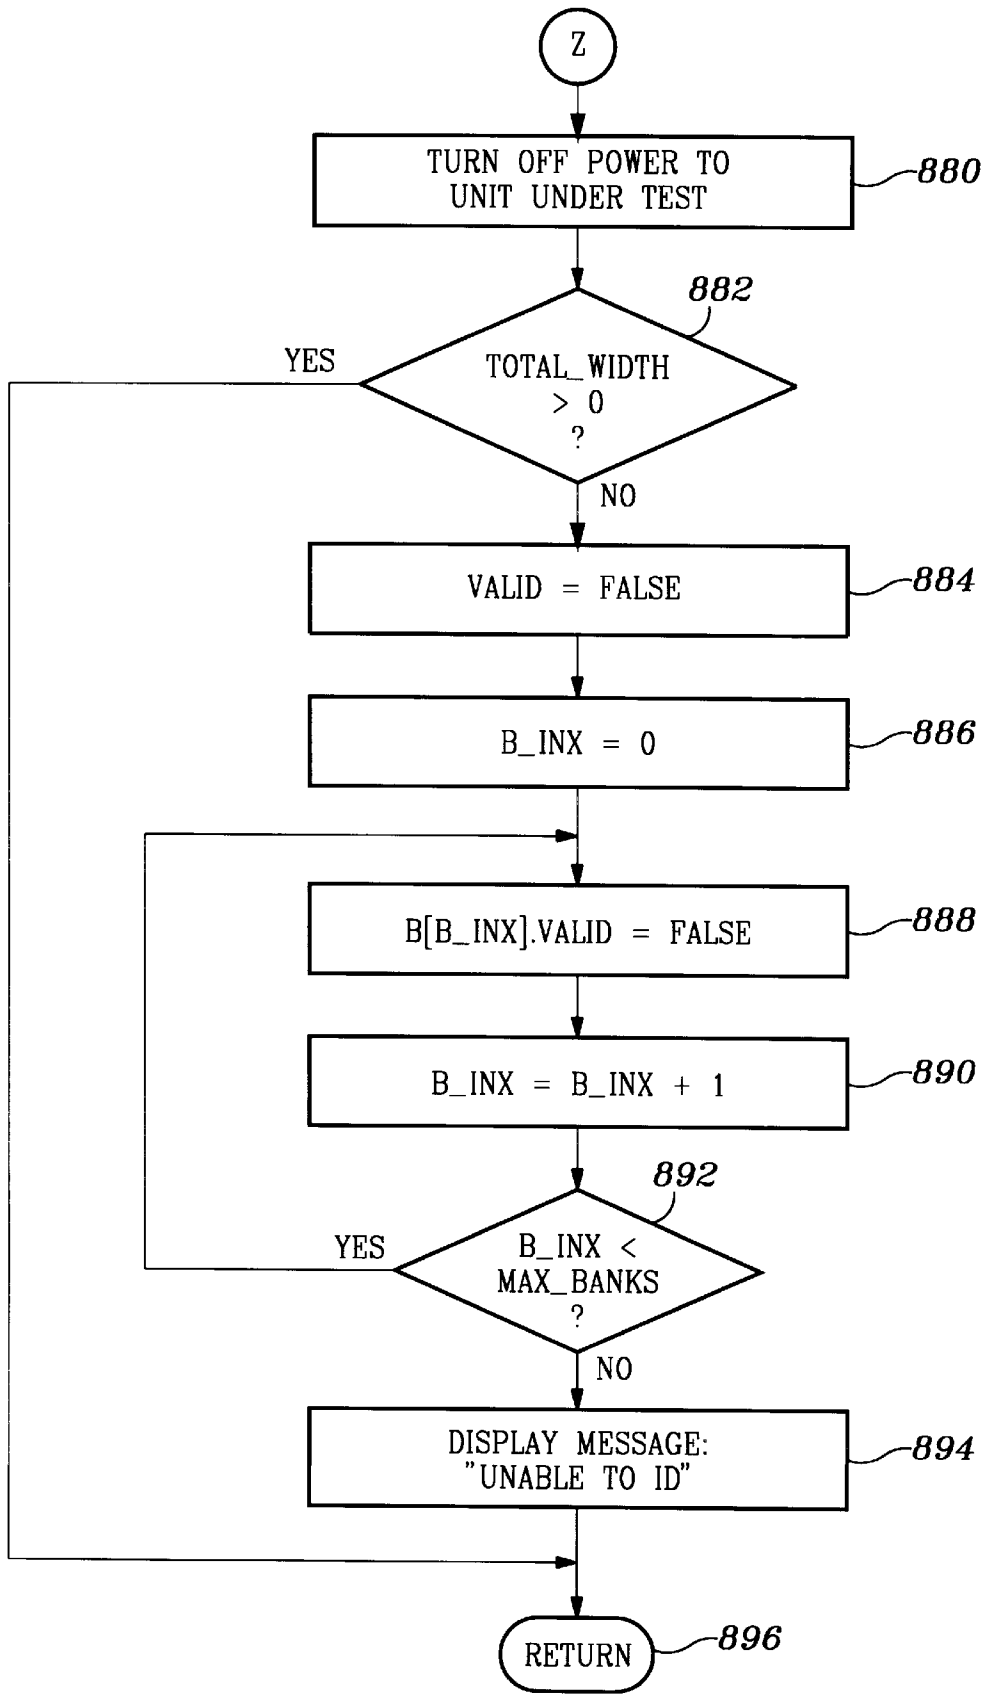 Z
TURN OFF POWER TO
UNIT UNDER TEST
880
882
YES
TOTAL_WIDTH
> 0
?
NO
VALID = FALSE
884
B_INX = 0
886
B[B_INX].VALID = FALSE
888
B_INX = B_INX + 1
890
892
YES
B_INX <
MAX_BANKS
?
NO
DISPLAY MESSAGE:
"UNABLE TO ID"
894
RETURN
896